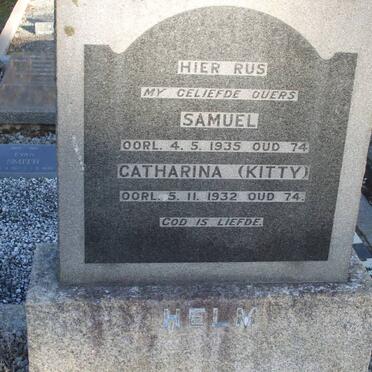 HIER RUS
MY GELIEFDE OUERS
SAMUEL
OORL. 4. 5. 1935 OUD 74
CATHARINA (KITTY)
OORL. 5. 11. 1932 OUD 74.
GOD IS LIEFDE.
HELM
SMITH